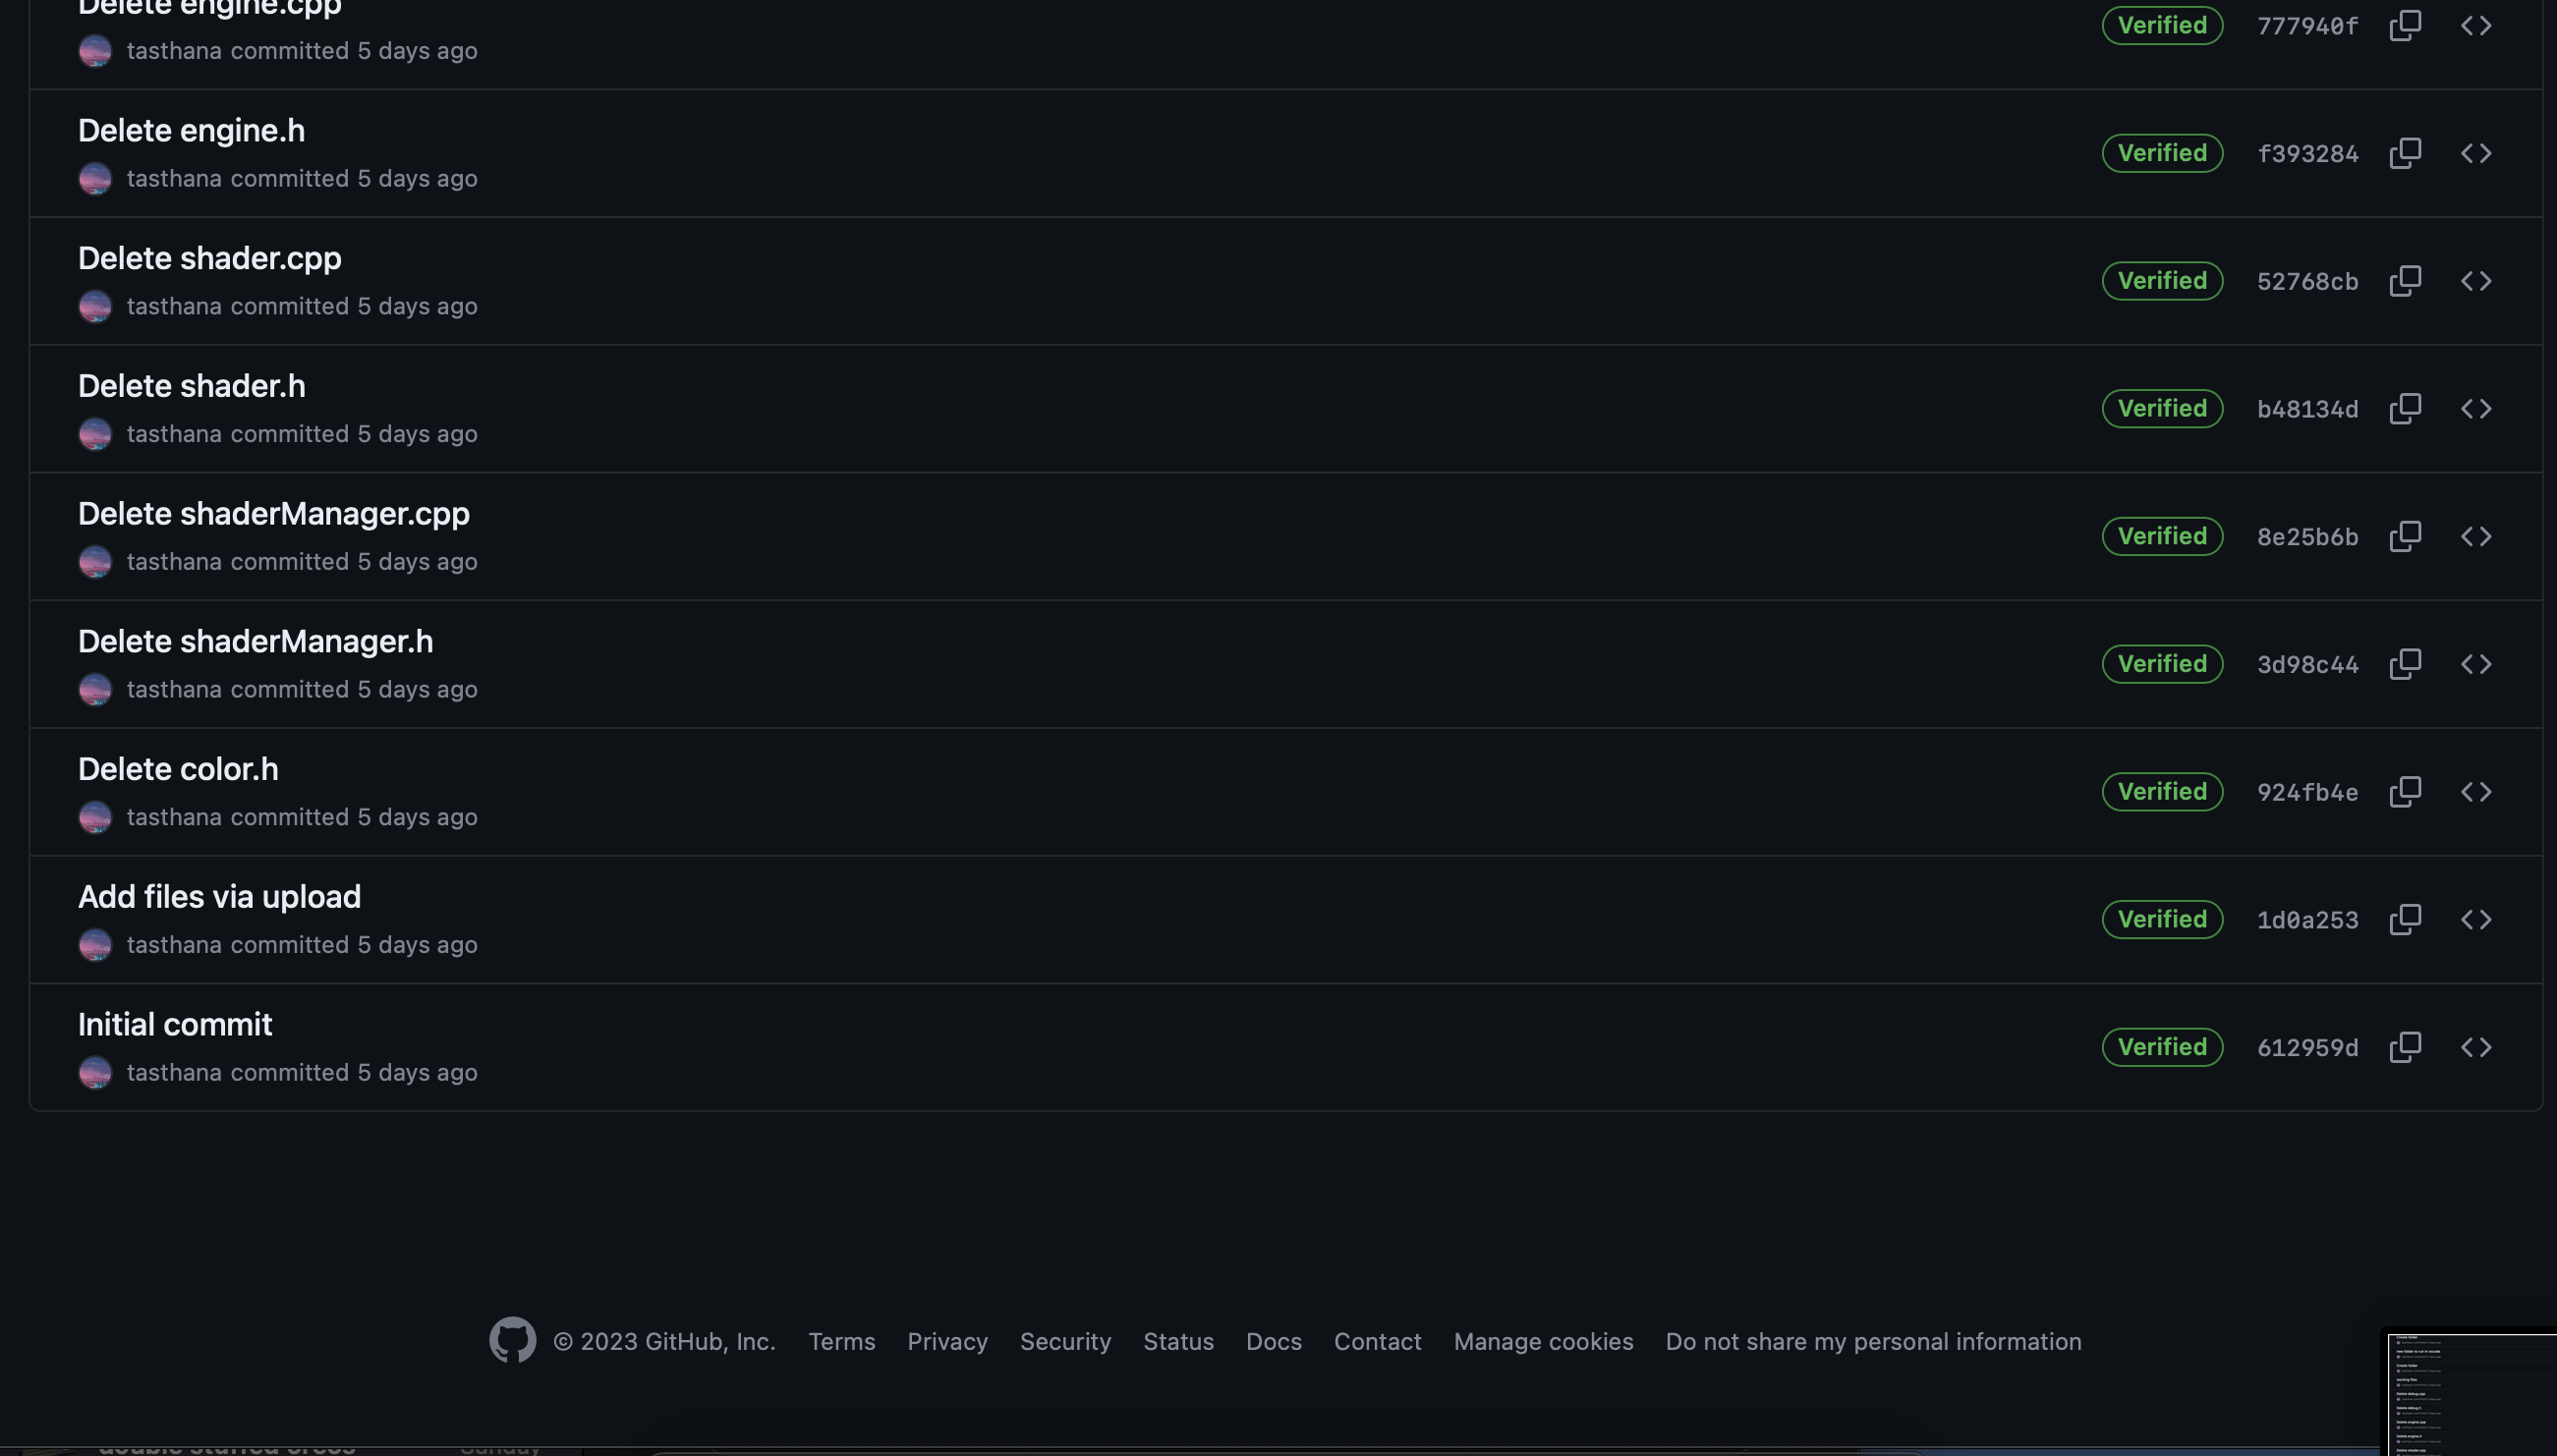 Delete engine.cpp
tasthana committed 5 days ago
Verified 777940f
Delete engine.h
tasthana committed 5 days ago
Verified f393284
Delete shader.cpp
tasthana committed 5 days ago
Verified 52768cb
Delete shader.h
tasthana committed 5 days ago
Verified b48134d
Delete shaderManager.cpp
tasthana committed 5 days ago
Verified 8e25b6b
Delete shaderManager.h
tasthana committed 5 days ago
Verified 3d98c44
Delete color.h
tasthana committed 5 days ago
Verified 924fb4e
Add files via upload
tasthana committed 5 days ago
Verified 1d0a253
Initial commit
tasthana committed 5 days ago
Verified 612959d
© 2023 GitHub, Inc. Terms Privacy Security Status Docs Contact Manage cookies Do not share my personal information